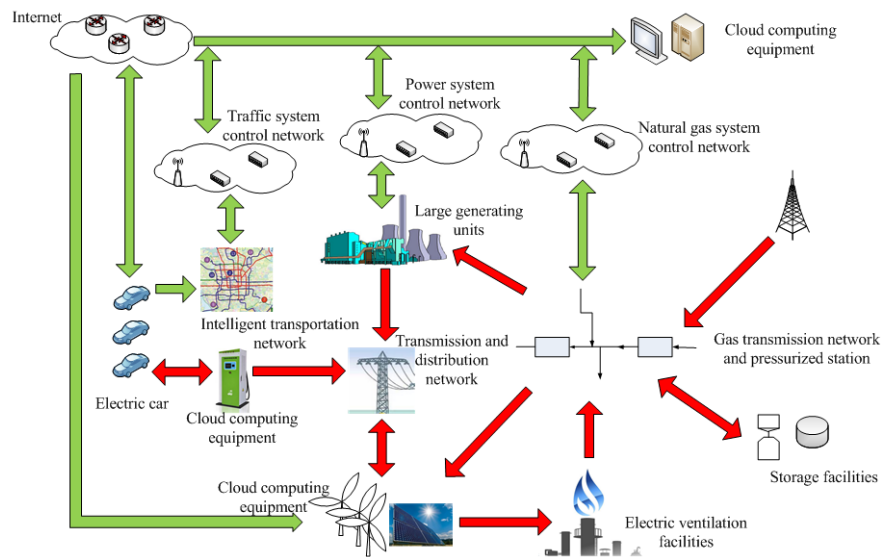 Internet
Cloud computing
equipment
Power system
control network
Traffic system
control network
Natural gas system
control network
Large generating
units
Intelligent transportation
network
Transmission and
distribution
network
Gas transmission network
and pressurized station
Electric car
Cloud computing
equipment
Storage facilities
Cloud computing
equipment
Electric ventilation
facilities